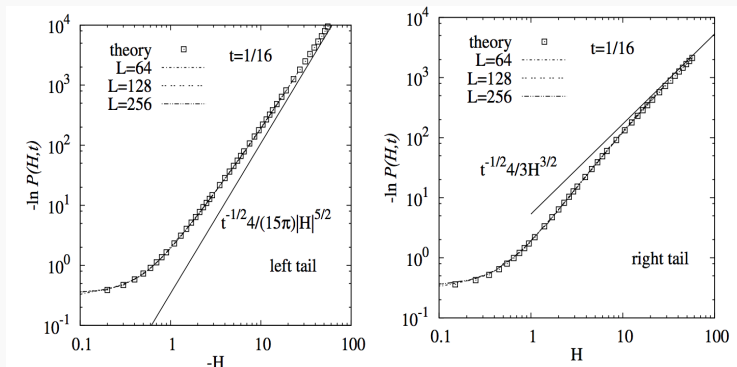 10^4
10^3
10^2
10^1
10^0
10^-1
-ln P(H,t)
theory
L=64
L=128
L=256
t=1/16
t^-1/2 4/(15π)|H|^5/2
left tail
0.1 1 10 100
-H
10^4
10^3
10^2
10^1
10^0
10^-1
-ln P(H,t)
theory
L=64
L=128
L=256
t=1/16
t^-1/2 4/3H^3/2
right tail
0.1 1 10 100
H